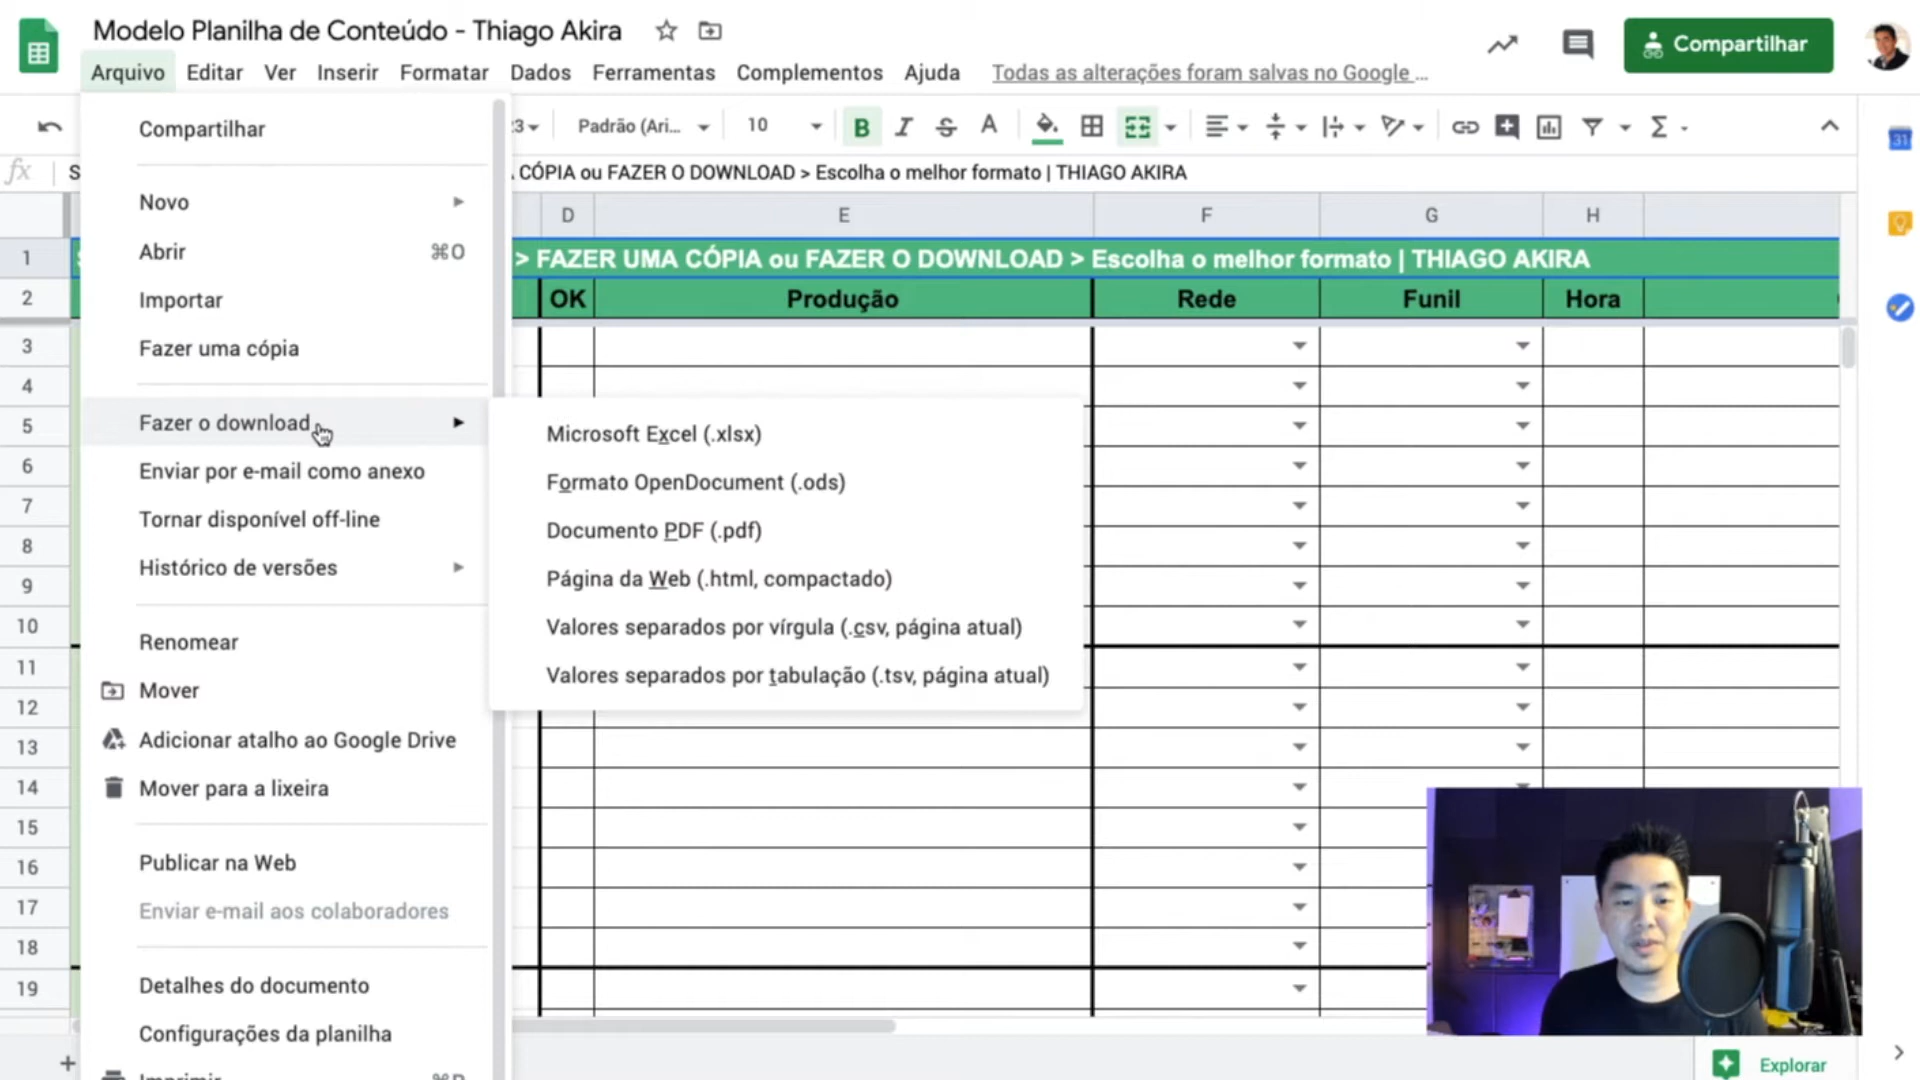 Modelo Planilha de Conteúdo - Thiago Akira
Compartilhar
Arquivo Editar Ver Inserir Formatar Dados Ferramentas Complementos Ajuda Todas as alterações foram salvas no Google ...
Padrão (Ari... 10 B I S A
fx S CÓPIA ou FAZER O DOWNLOAD > Escolha o melhor formato | THIAGO AKIRA
31
D E F G H
1 > FAZER UMA CÓPIA ou FAZER O DOWNLOAD > Escolha o melhor formato | THIAGO AKIRA
2 OK Produção Rede Funil Hora
3
4
5
6
7
8
9
10
11
12
13
14
15
16
17
18
19
Compartilhar
Novo
Abrir ⌘O
Importar
Fazer uma cópia
Fazer o download
Enviar por e-mail como anexo
Tornar disponível off-line
Histórico de versões
Renomear
Mover
Adicionar atalho ao Google Drive
Mover para a lixeira
Publicar na Web
Enviar e-mail aos colaboradores
Detalhes do documento
Configurações da planilha
Imprimir ⌘P
Microsoft Excel (.xlsx)
Formato OpenDocument (.ods)
Documento PDF (.pdf)
Página da Web (.html, compactado)
Valores separados por vírgula (.csv, página atual)
Valores separados por tabulação (.tsv, página atual)
+
Explorar